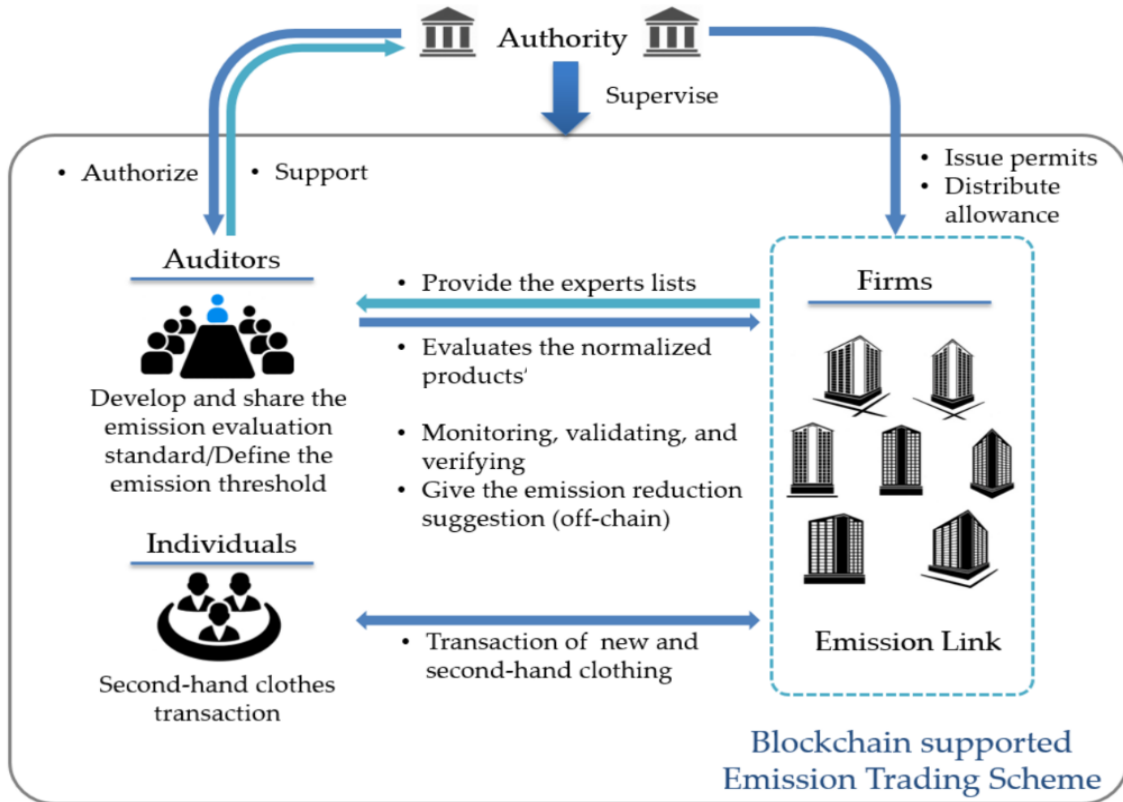 Authority
Supervise
• Authorize
• Support
• Issue permits
• Distribute
allowance
Auditors
Develop and share the
emission evaluation
standard/Define the
emission threshold
• Provide the experts lists
• Evaluates the normalized
products'
• Monitoring, validating, and
verifying
• Give the emission reduction
suggestion (off-chain)
Firms
Emission Link
Individuals
Second-hand clothes
transaction
• Transaction of new and
second-hand clothing
Blockchain supported
Emission Trading Scheme